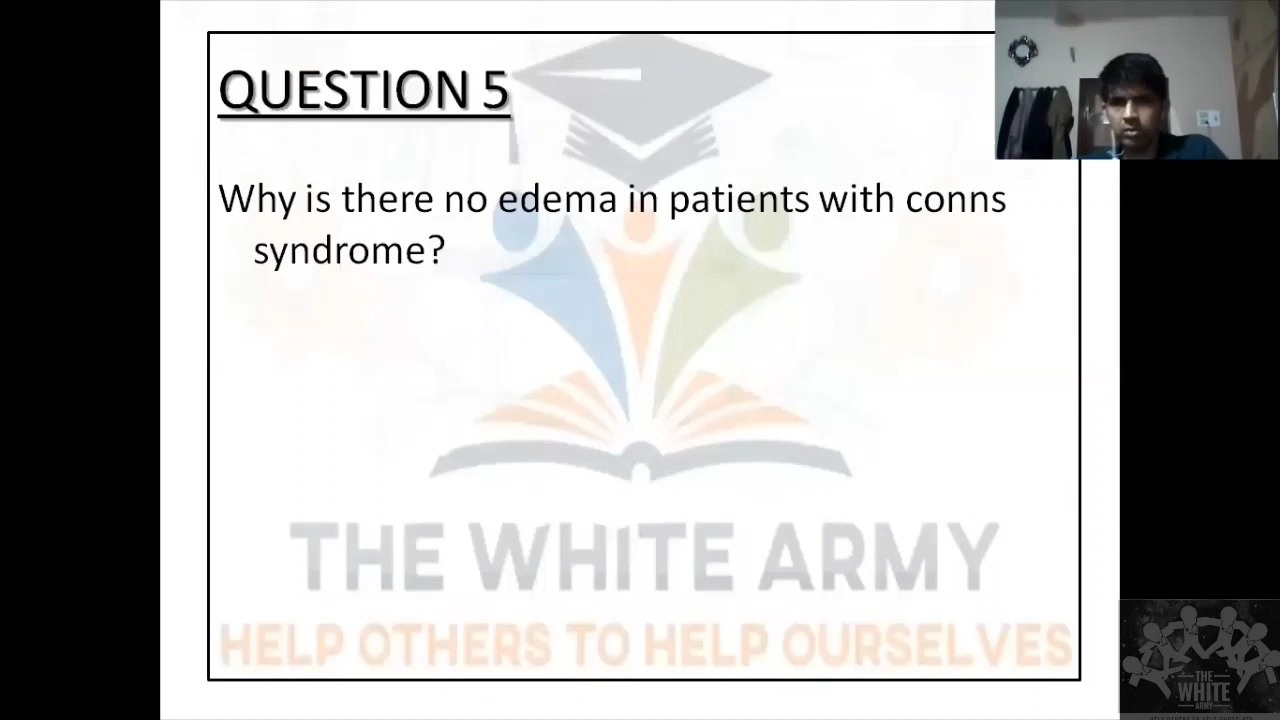 QUESTION 5
Why is there no edema in patients with conns
syndrome?
THE WHITE ARMY
HELP OTHERS TO HELP OURSELVES
THE
WHITE
ARMY